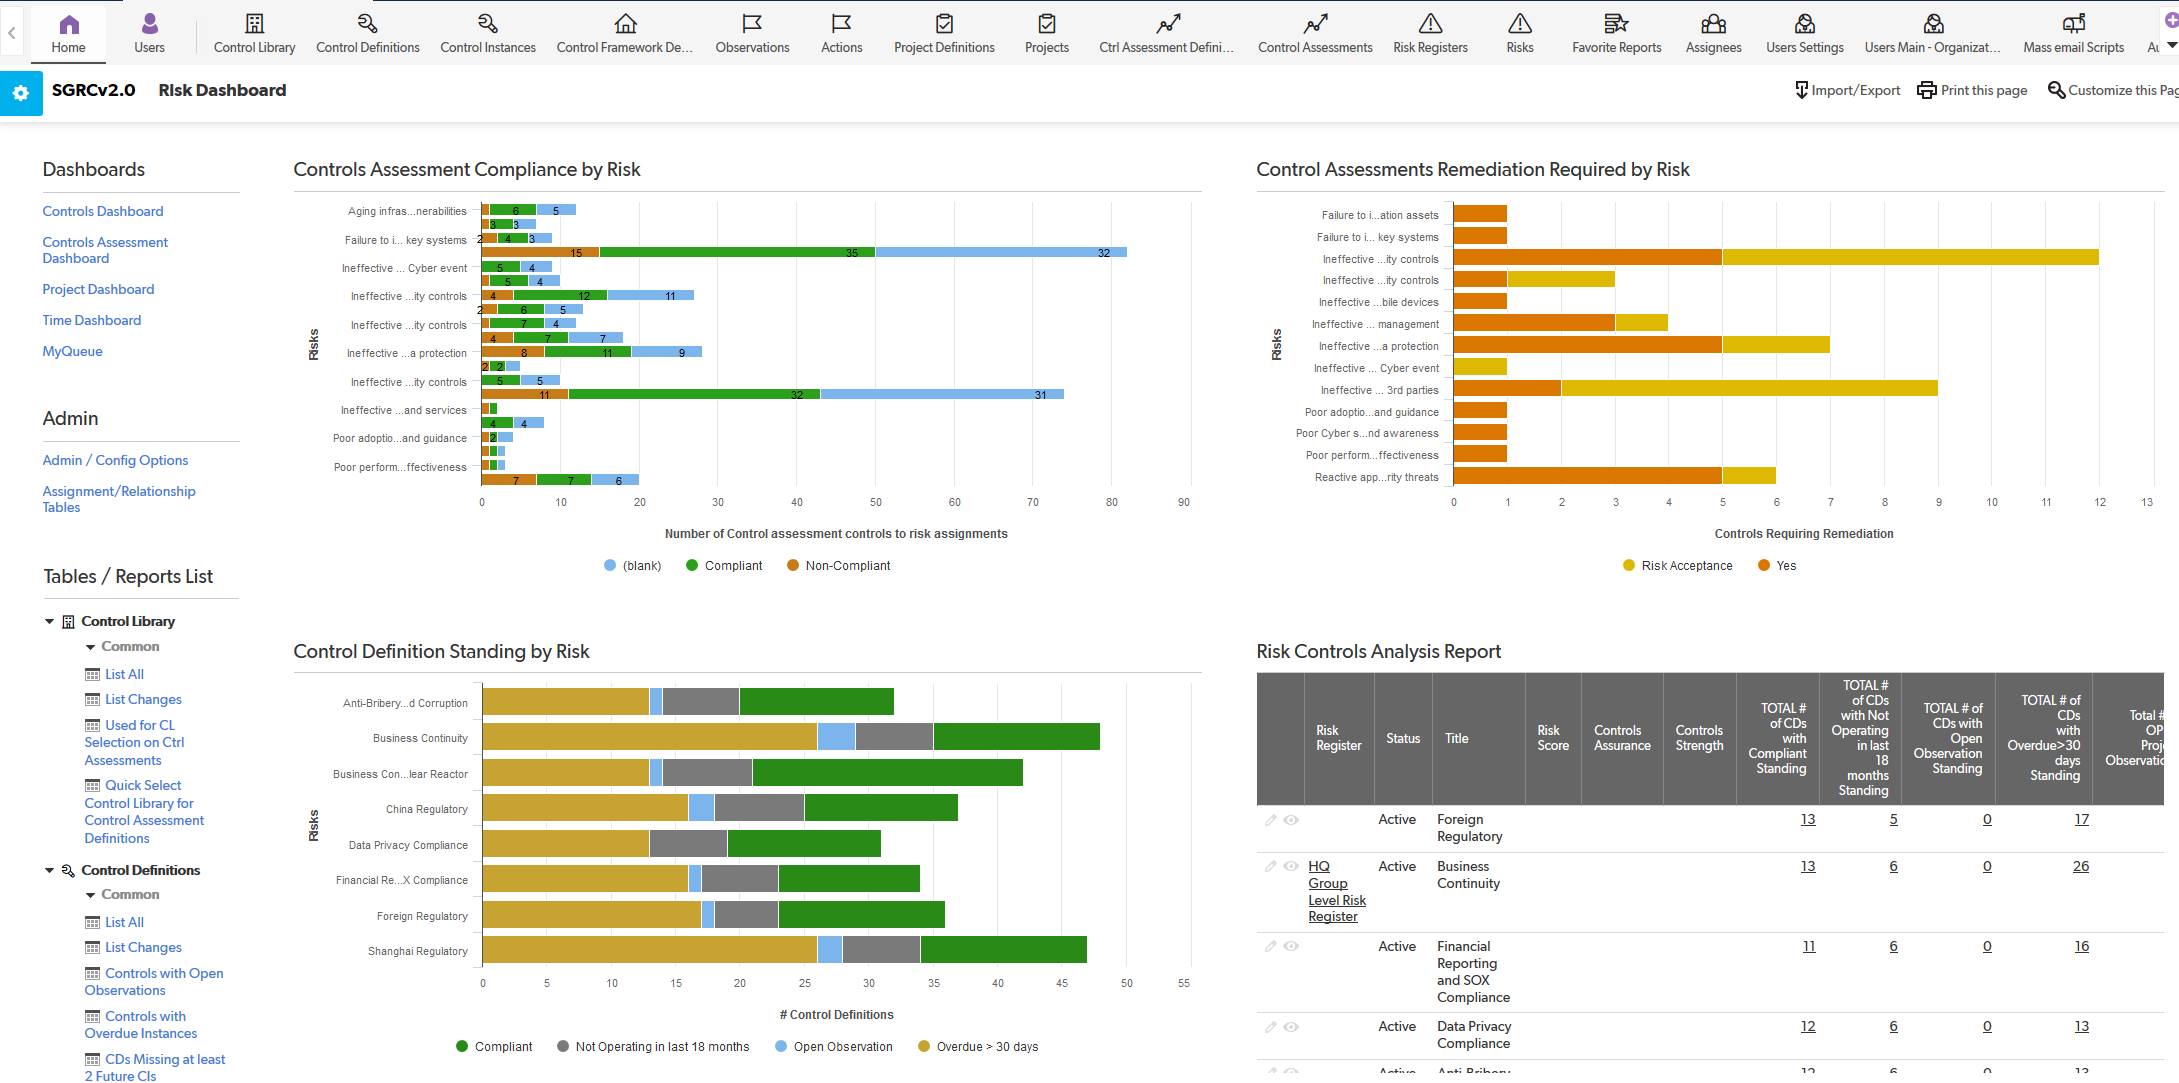 Home
Users
Control Library
Control Definitions
Control Instances
Control Framework De...
Observations
Actions
Project Definitions
Projects
Ctrl Assessment Defini...
Control Assessments
Risk Registers
Risks
Favorite Reports
Assignees
Users Settings
Users Main - Organizat...
Mass email Scripts
SGRCv2.0 Risk Dashboard
Import/Export
Print this page
Customize this Pag
Dashboards
Controls Dashboard
Controls Assessment
Dashboard
Project Dashboard
Time Dashboard
MyQueue
Admin
Admin / Config Options
Assignment/Relationship
Tables
Tables / Reports List
Control Library
Common
List All
List Changes
Used for CL
Selection on Ctrl
Assessments
Quick Select
Control Library for
Control Assessment
Definitions
Control Definitions
Common
List All
List Changes
Controls with Open
Observations
Controls with
Overdue Instances
CDs Missing at least
2 Future CIs
Controls Assessment Compliance by Risk
Risks
Aging infras...nerabilities
6 5
3 3
Failure to i... key systems
2 4 3
15 35 32
Ineffective ... Cyber event
5 4
5 4
Ineffective ...ity controls
4 12 11
2 6 5
Ineffective ...ity controls
7 4
4 7 7
Ineffective ...a protection
8 11 9
2 2
Ineffective ...ity controls
5 5
11 32 31
Ineffective ...and services
4 4
Poor adoptio...and guidance
2
Poor perform...ffectiveness
7 7 6
0 10 20 30 40 50 60 70 80 90
Number of Control assessment controls to risk assignments
(blank) Compliant Non-Compliant
Control Assessments Remediation Required by Risk
Risks
Failure to i...ation assets
Failure to i... key systems
Ineffective ...ity controls
Ineffective ...ity controls
Ineffective ...bile devices
Ineffective ... management
Ineffective ...a protection
Ineffective ... Cyber event
Ineffective ... 3rd parties
Poor adoptio...and guidance
Poor Cyber s...nd awareness
Poor perform...ffectiveness
Reactive app...rity threats
0 1 2 3 4 5 6 7 8 9 10 11 12 13
Controls Requiring Remediation
Risk Acceptance Yes
Control Definition Standing by Risk
Risks
Anti-Bribery...d Corruption
Business Continuity
Business Con...lear Reactor
China Regulatory
Data Privacy Compliance
Financial Re...X Compliance
Foreign Regulatory
Shanghai Regulatory
0 5 10 15 20 25 30 35 40 45 50 55
# Control Definitions
Compliant Not Operating in last 18 months Open Observation Overdue > 30 days
Risk Controls Analysis Report
Risk
Register
Status
Title
Risk
Score
Controls
Assurance
Controls
Strength
TOTAL #
of CDs
with
Compliant
Standing
TOTAL #
of CDs
with Not
Operating
in last
18
months
Standing
TOTAL # of
CDs with
Open
Observation
Standing
TOTAL # of
CDs
with
Overdue>30
days
Standing
Total #
OP
Proj
Observatio
Active Foreign 13 5 0 17
Regulatory
HQ Active Business 13 6 0 26
Group Continuity
Level Risk
Register
Active Financial 11 6 0 16
Reporting
and SOX
Compliance
Active Data Privacy 12 6 0 13
Compliance
Active Anti-Bribery 12 6 0 13